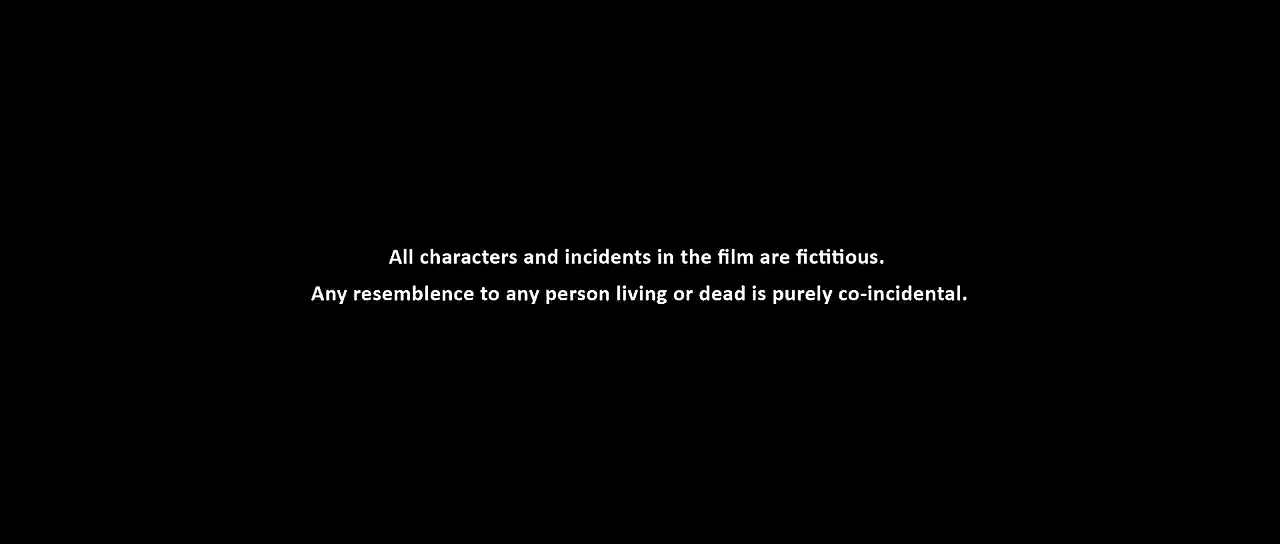 All characters and incidents in the film are fictitious.
Any resemblence to any person living or dead is purely co-incidental.